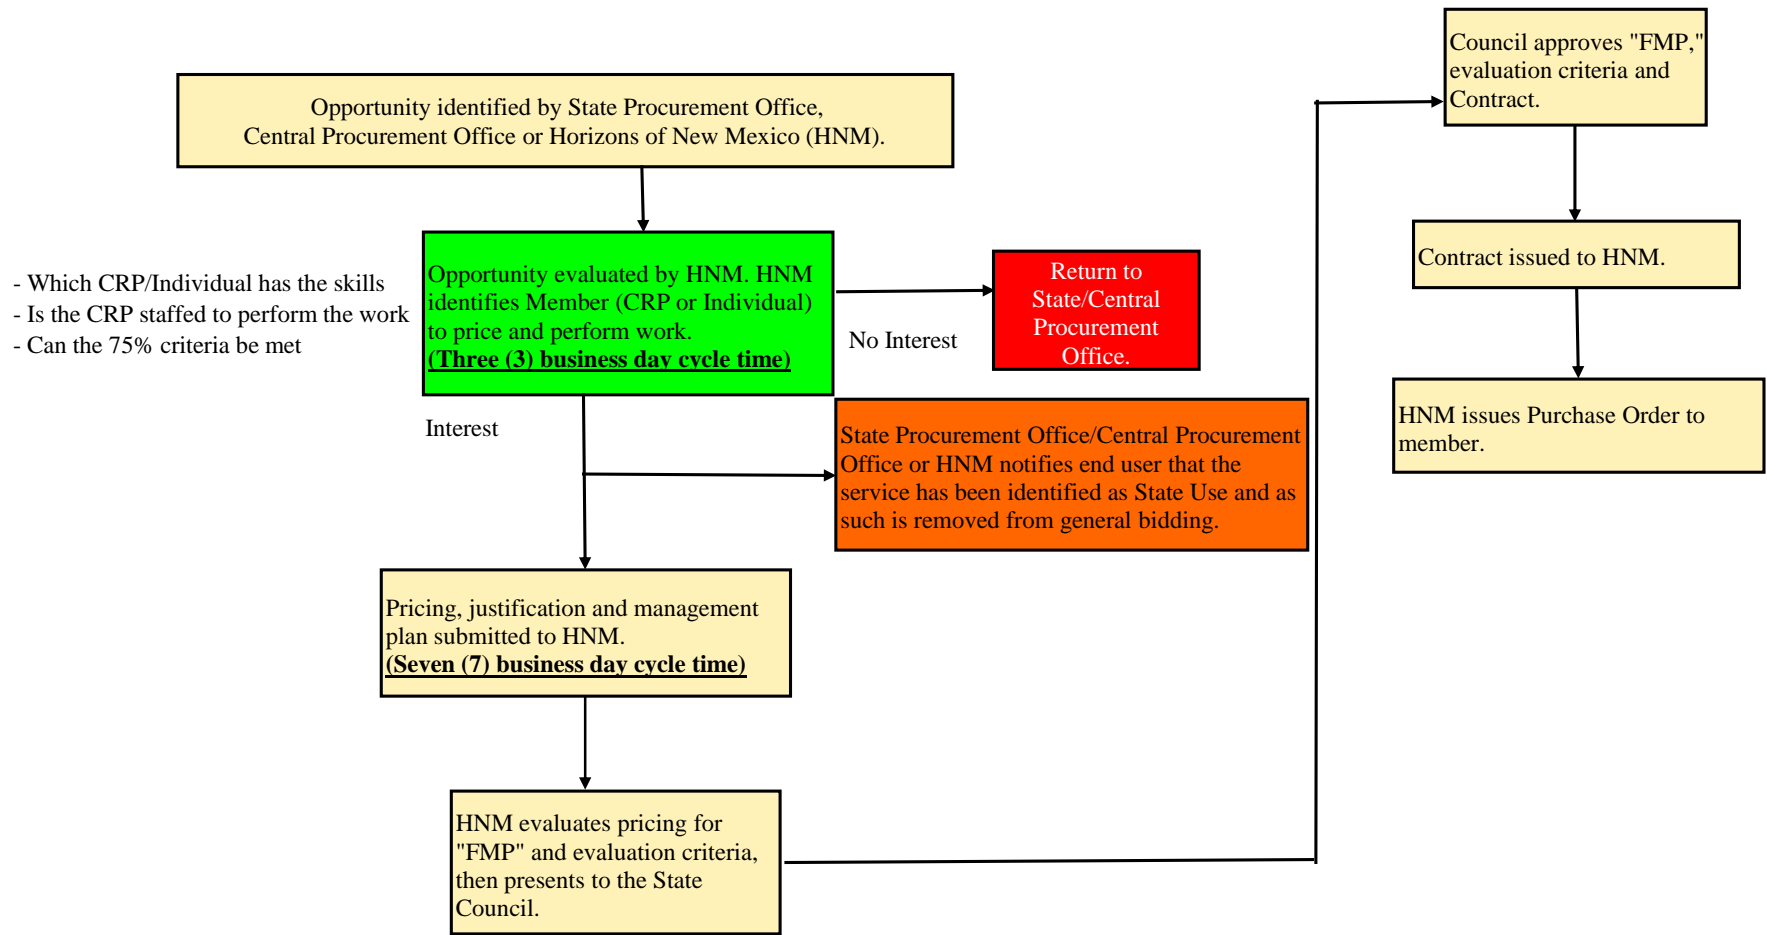 Opportunity identified by State Procurement Office,
Central Procurement Office or Horizons of New Mexico (HNM).
- Which CRP/Individual has the skills
- Is the CRP staffed to perform the work
- Can the 75% criteria be met
Opportunity evaluated by HNM. HNM
identifies Member (CRP or Individual)
to price and perform work.
(Three (3) business day cycle time)
No Interest
Return to
State/Central
Procurement
Office.
Interest
State Procurement Office/Central Procurement
Office or HNM notifies end user that the
service has been identified as State Use and as
such is removed from general bidding.
Pricing, justification and management
plan submitted to HNM.
(Seven (7) business day cycle time)
HNM evaluates pricing for
"FMP" and evaluation criteria,
then presents to the State
Council.
Council approves "FMP,"
evaluation criteria and
Contract.
Contract issued to HNM.
HNM issues Purchase Order to
member.